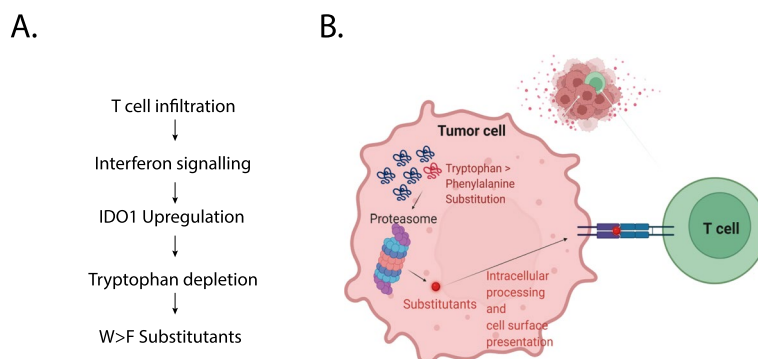 A.
T cell infiltration
Interferon signalling
IDO1 Upregulation
Tryptophan depletion
W>F Substitutants
B.
Tumor cell
Tryptophan >
Phenylalanine
Substitution
Proteasome
Substitutants
Intracellular
processing
and
cell surface
presentation
T cell